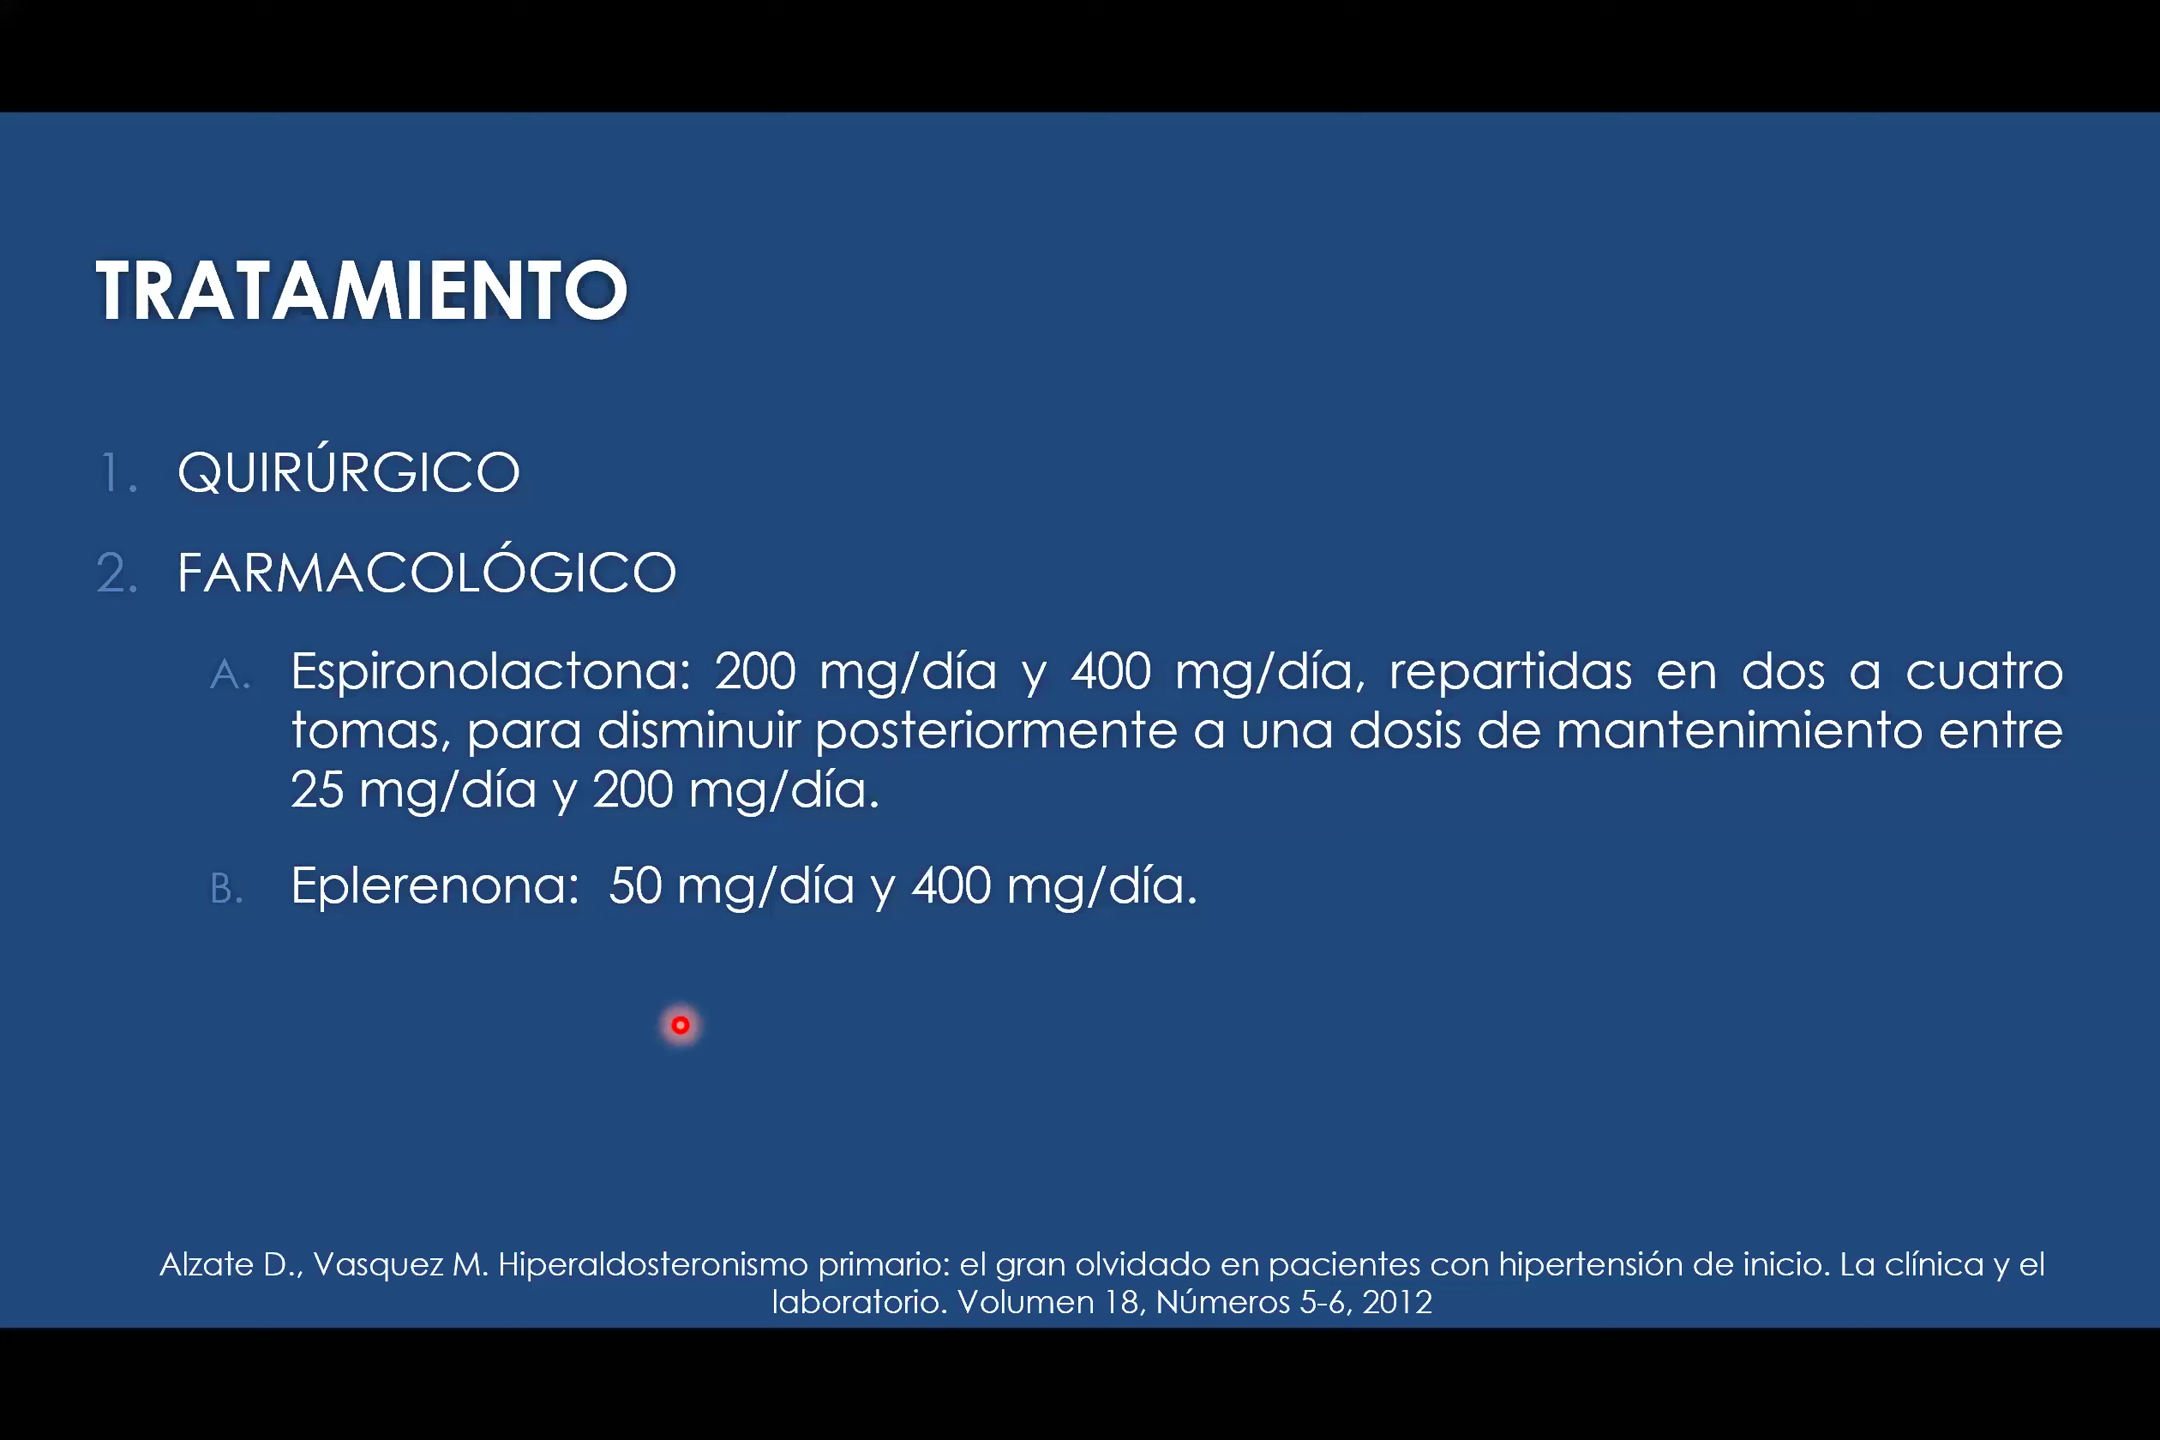 TRATAMIENTO
1. QUIRÚRGICO
2. FARMACOLÓGICO
A. Espironolactona: 200 mg/día y 400 mg/día, repartidas en dos a cuatro
tomas, para disminuir posteriormente a una dosis de mantenimiento entre
25 mg/día y 200 mg/día.
B. Eplerenona: 50 mg/día y 400 mg/día.
Alzate D., Vasquez M. Hiperaldosteronismo primario: el gran olvidado en pacientes con hipertensión de inicio. La clínica y el
laboratorio. Volumen 18, Números 5-6, 2012